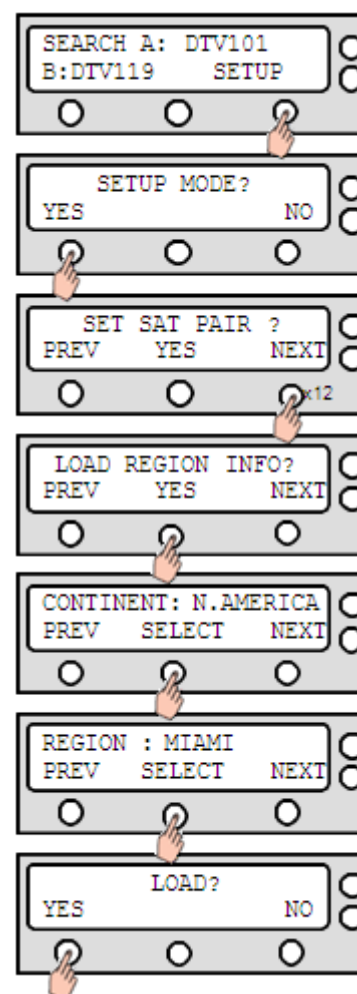 SEARCH A: DTV101
B:DTV119 SETUP
SETUP MODE?
YES NO
SET SAT PAIR ?
PREV YES NEXT
x12
LOAD REGION INFO?
PREV YES NEXT
CONTINENT: N.AMERICA
PREV SELECT NEXT
REGION : MIAMI
PREV SELECT NEXT
LOAD?
YES NO